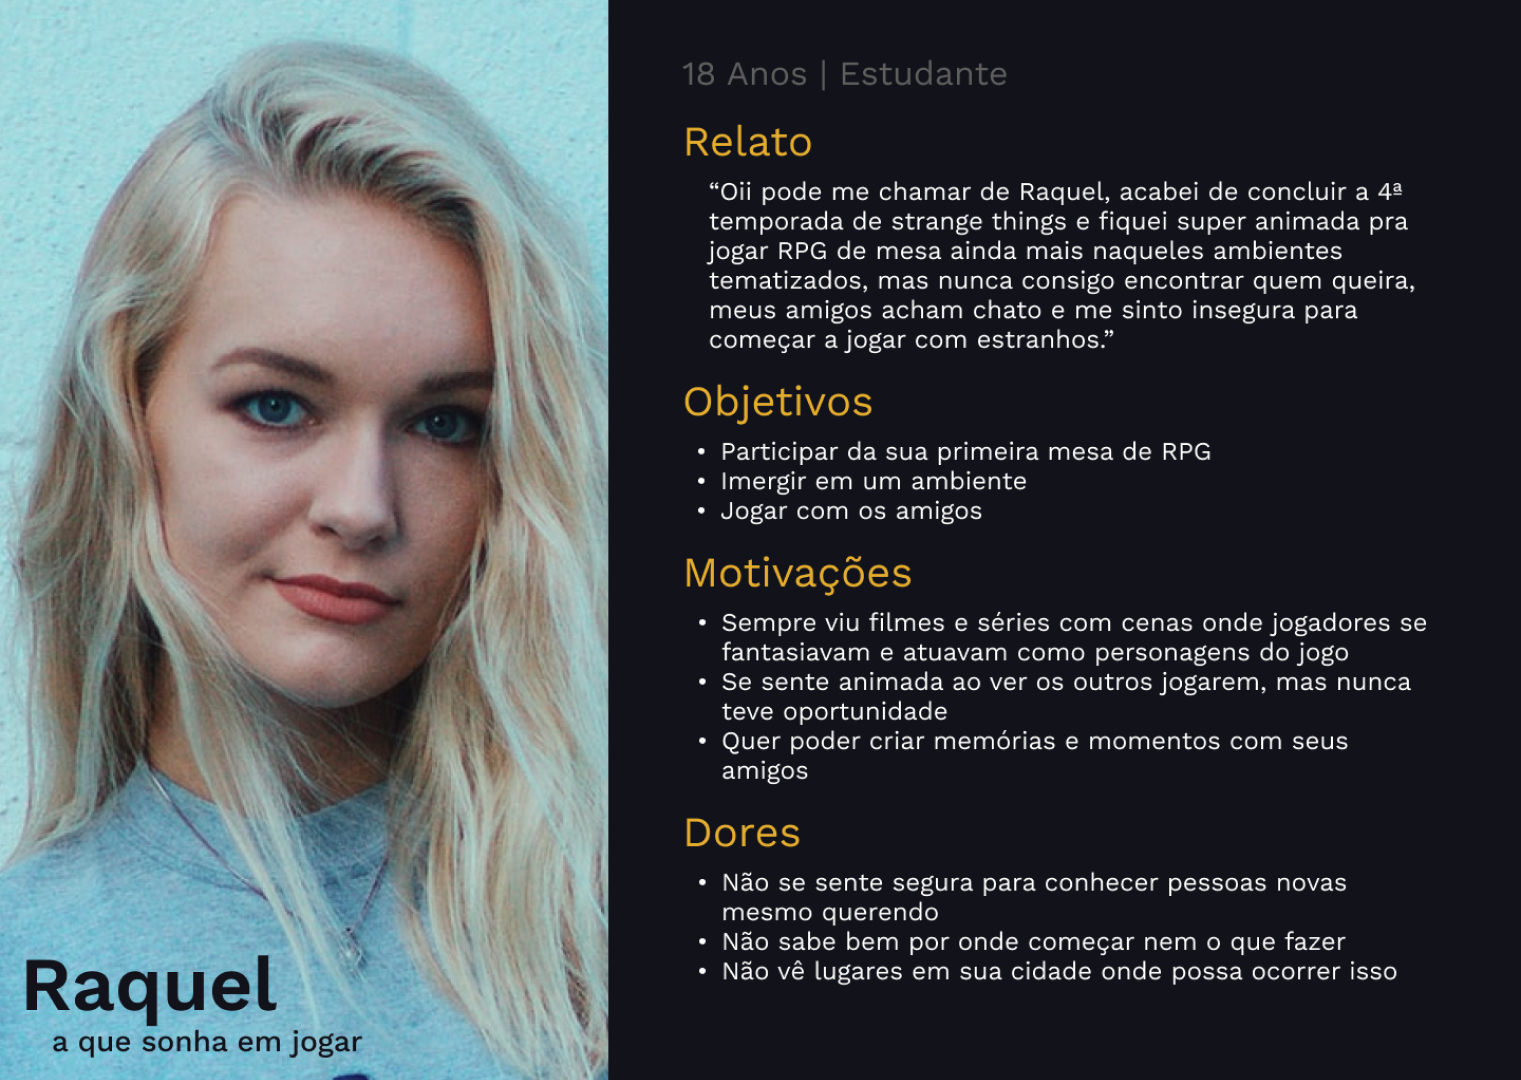 18 Anos | Estudante
Relato
“Oii pode me chamar de Raquel, acabei de concluir a 4ª
temporada de strange things e fiquei super animada pra
jogar RPG de mesa ainda mais naqueles ambientes
tematizados, mas nunca consigo encontrar quem queira,
meus amigos acham chato e me sinto insegura para
começar a jogar com estranhos.”
Objetivos
• Participar da sua primeira mesa de RPG
• Imergir em um ambiente
• Jogar com os amigos
Motivações
• Sempre viu filmes e séries com cenas onde jogadores se
fantasiavam e atuavam como personagens do jogo
• Se sente animada ao ver os outros jogarem, mas nunca
teve oportunidade
• Quer poder criar memórias e momentos com seus
amigos
Dores
• Não se sente segura para conhecer pessoas novas
mesmo querendo
• Não sabe bem por onde começar nem o que fazer
• Não vê lugares em sua cidade onde possa ocorrer isso
Raquel
a que sonha em jogar